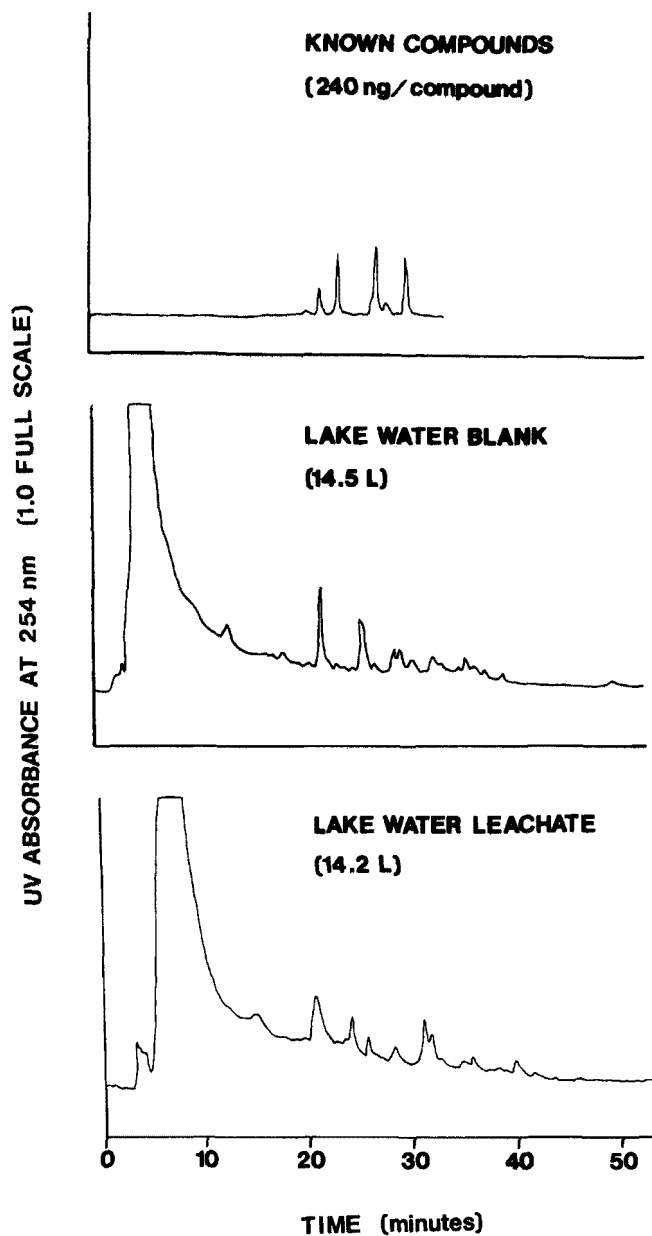 KNOWN COMPOUNDS
(240 ng/compound)
UV ABSORBANCE AT 254 nm (1.0 FULL SCALE)
LAKE WATER BLANK
(14.5 L)
LAKE WATER LEACHATE
(14.2 L)
0 10 20 30 40 50
TIME (minutes)